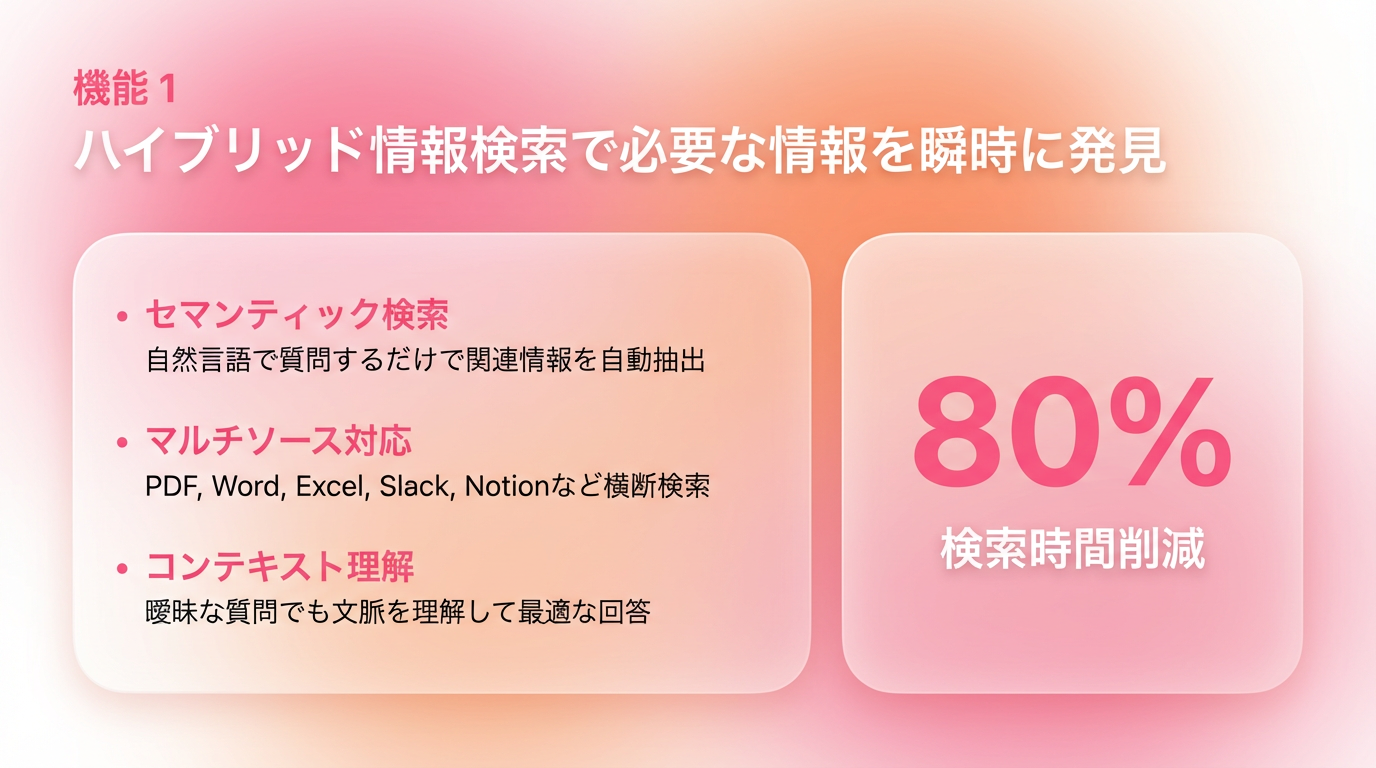 機能 1
ハイブリッド情報検索で必要な情報を瞬時に発見
• セマンティック検索
自然言語で質問するだけで関連情報を自動抽出
• マルチソース対応
PDF, Word, Excel, Slack, Notionなど横断検索
• コンテキスト理解
曖昧な質問でも文脈を理解して最適な回答
80%
検索時間削減